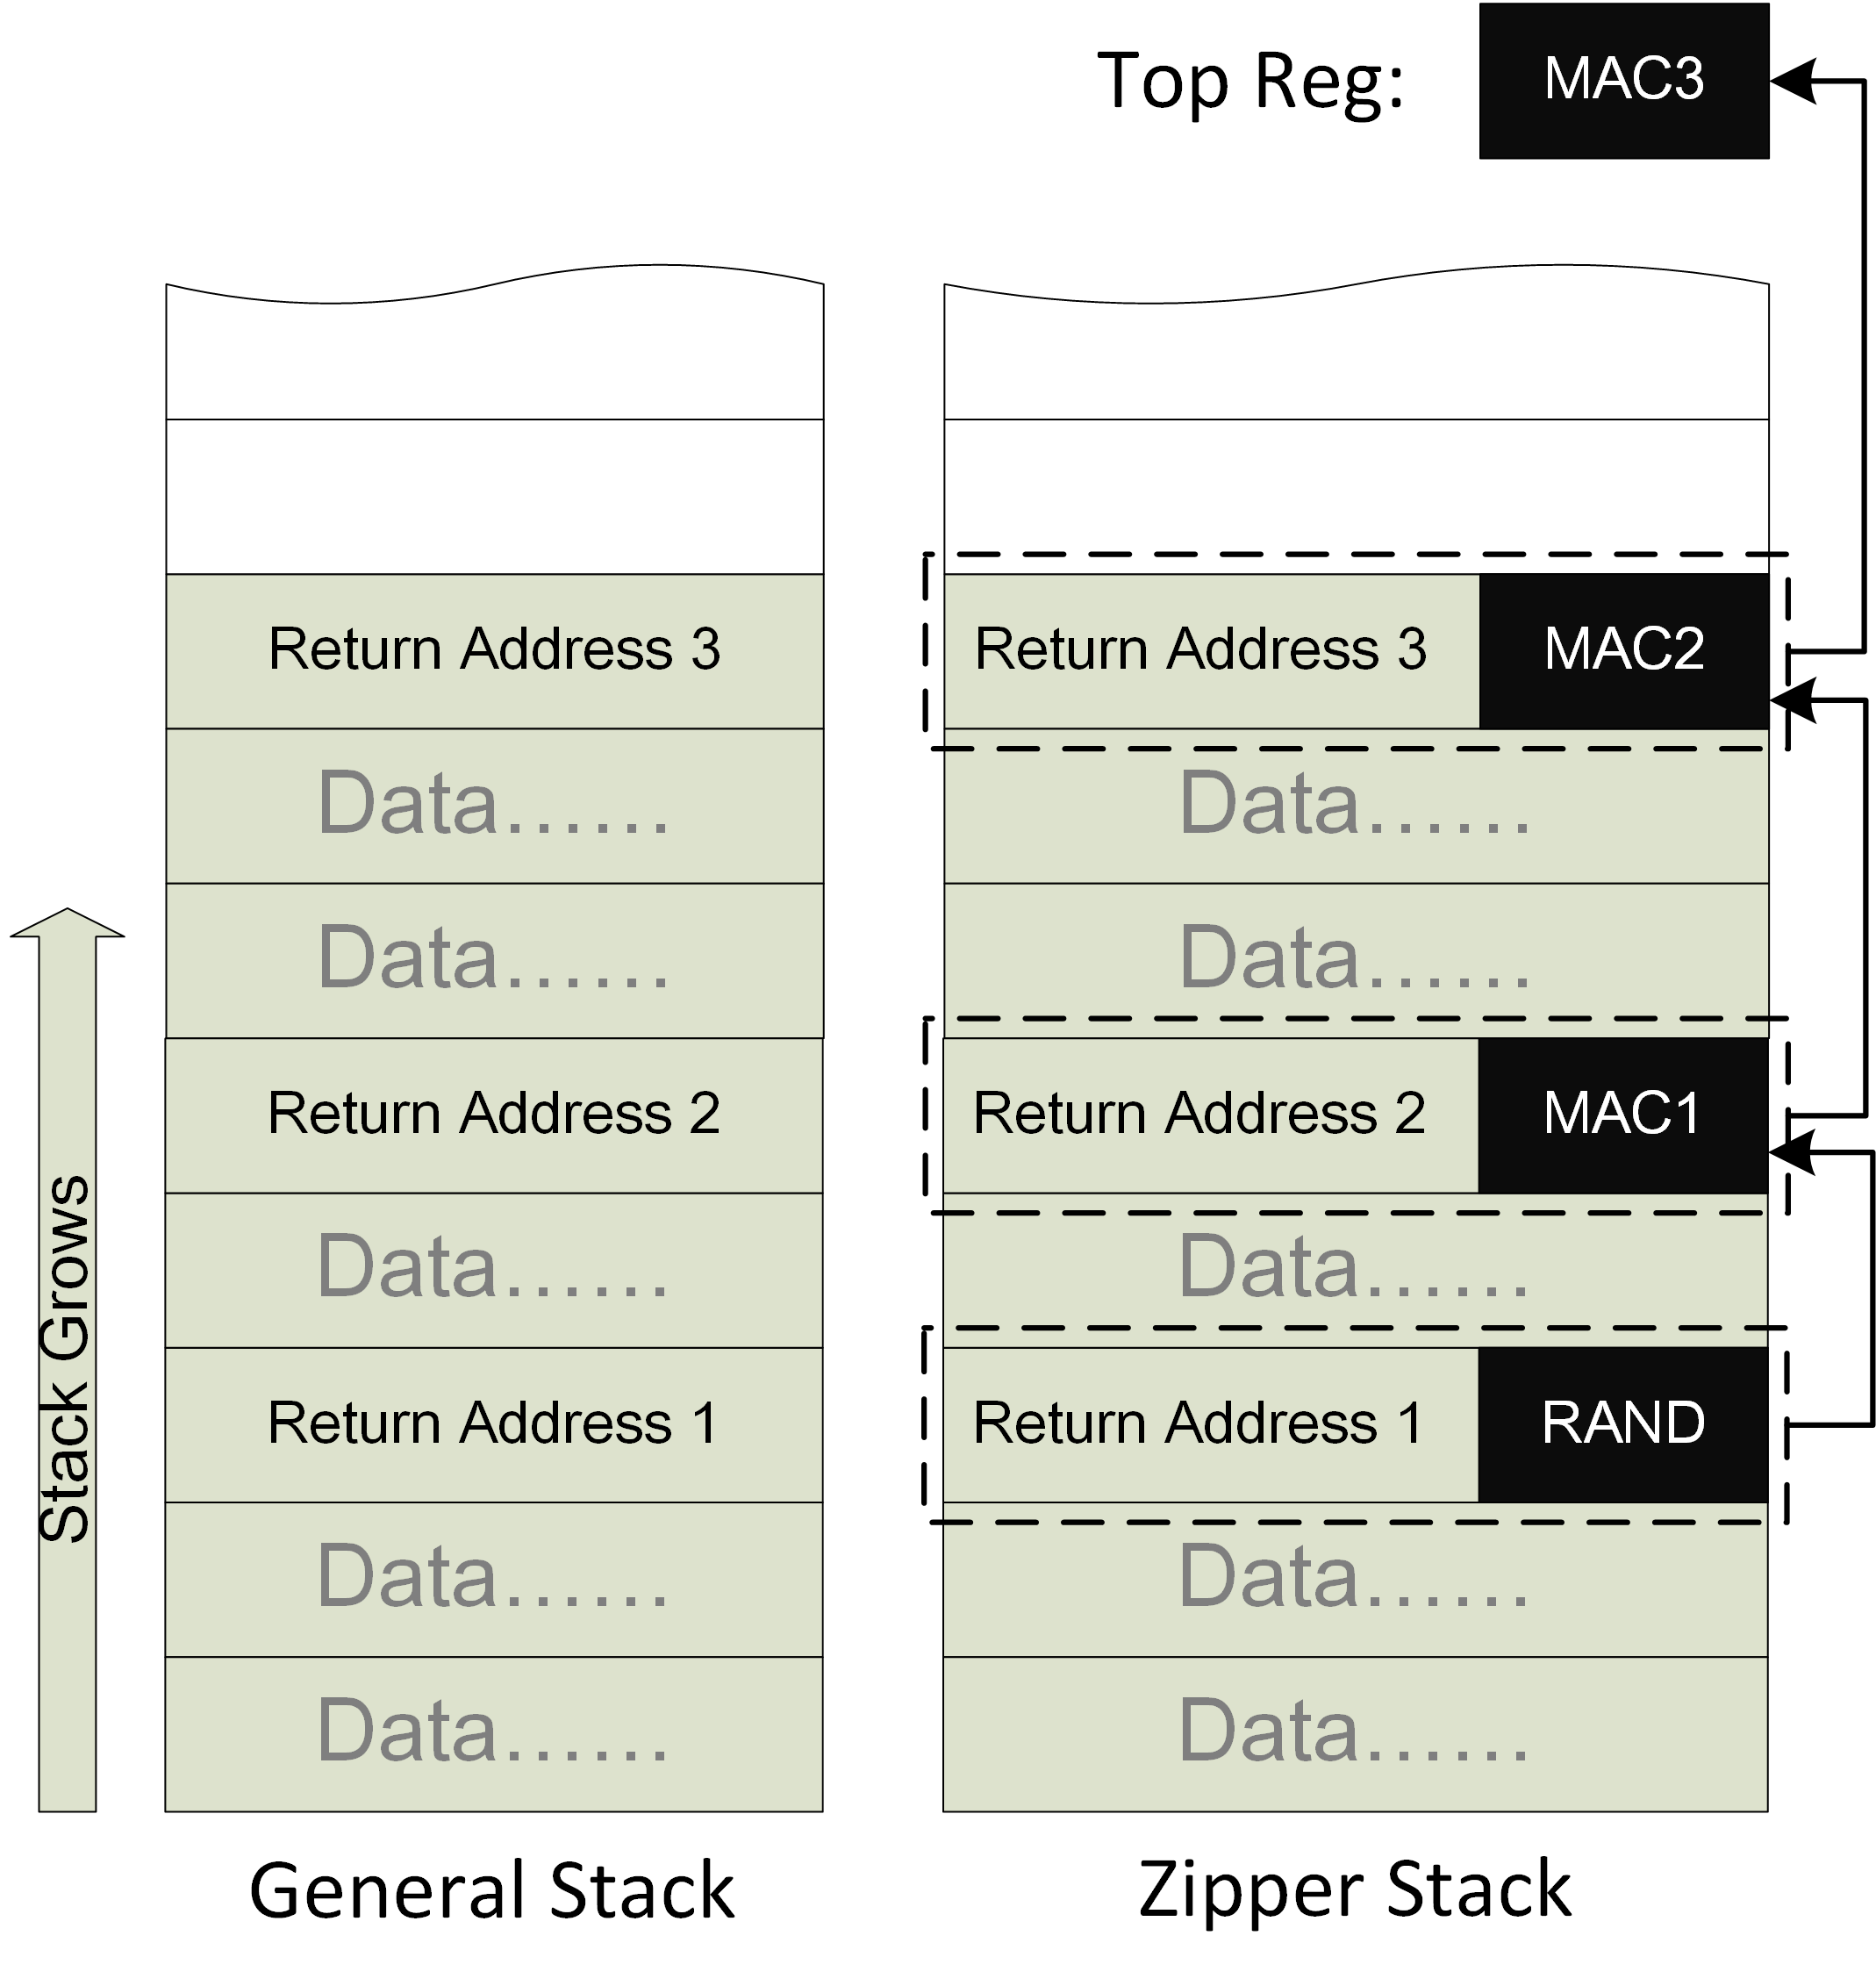 Top Reg:
MAC3
Return Address 3
Return Address 3
MAC2
Data......
Data......
Data......
Data......
Return Address 2
Return Address 2
MAC1
Data......
Data......
Return Address 1
Return Address 1
RAND
Data......
Data......
Data......
Data......
Stack Grows
General Stack
Zipper Stack